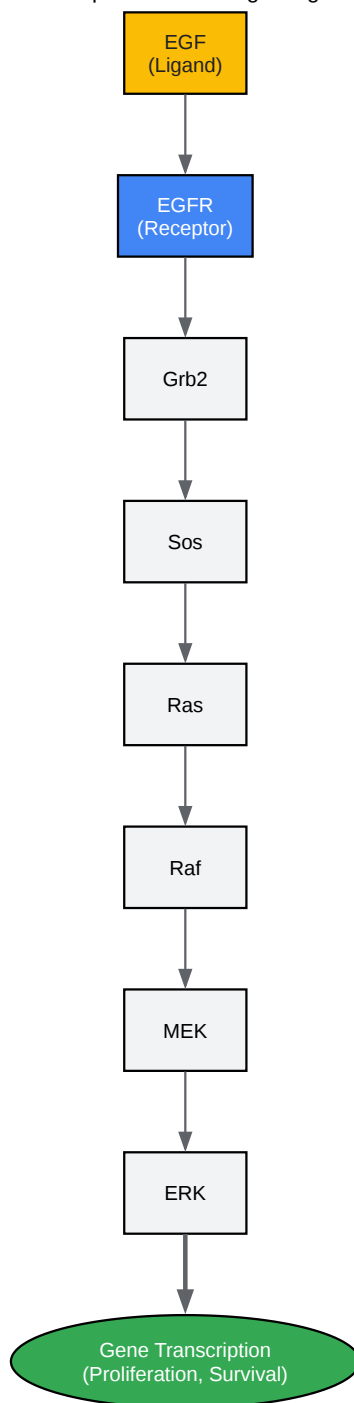 EGF
(Ligand)
EGFR
(Receptor)
Grb2
Sos
Ras
Raf
MEK
ERK
Gene Transcription
(Proliferation, Survival)